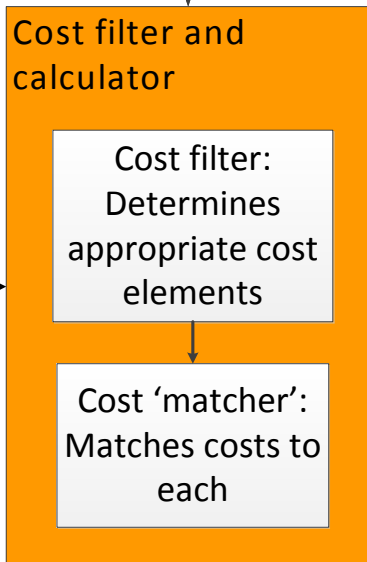 Cost filter and
calculator
Cost filter:
Determines
appropriate cost
elements
Cost ‘matcher’:
Matches costs to
each